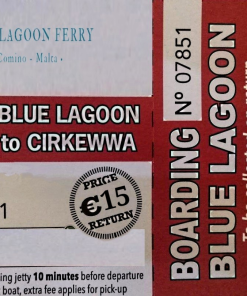 LAGOON FERRY
Comino - Malta -
BLUE LAGOON
to CIRKEWWA
PRICE
€15
RETURN
1
jetty 10 minutes before departure
boat, extra fee applies for pick-up
BOARDING Nº 07851
BLUE LAGOON